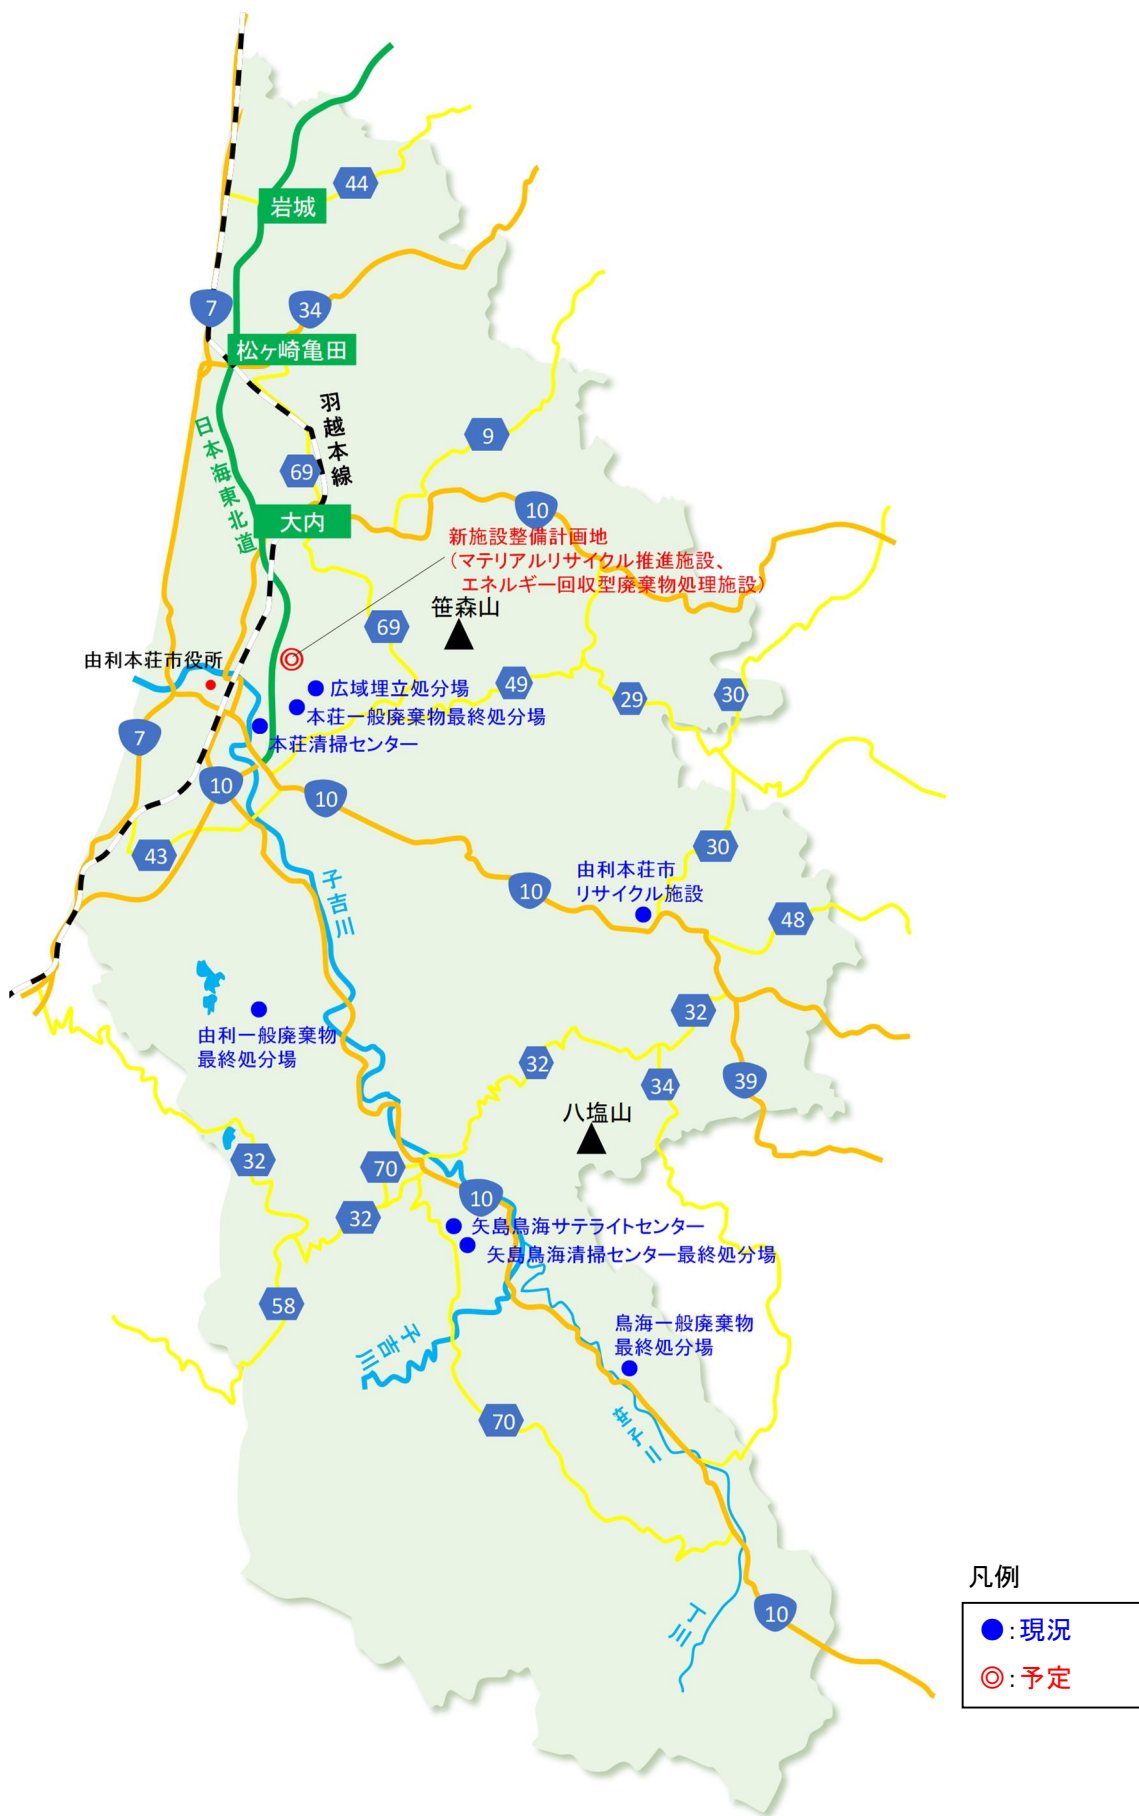 44
岩城
7
34
松ヶ崎亀田
羽越本線
日本海東北道
9
69
10
大内
新施設整備計画地
（マテリアルリサイクル推進施設、
エネルギー回収型廃棄物処理施設）
笹森山
69
由利本荘市役所
49
広域埋立処分場
29
30
本荘一般廃棄物最終処分場
7
本荘清掃センター
10
10
43
30
由利本荘市
リサイクル施設
子吉川
10
48
由利一般廃棄物
最終処分場
32
32
34
39
八塩山
32
70
10
32
矢島鳥海サテライトセンター
矢島鳥海清掃センター最終処分場
58
鳥海一般廃棄物
最終処分場
子吉川
70
笹子川
丁川
10
凡例
●：現況
◎：予定